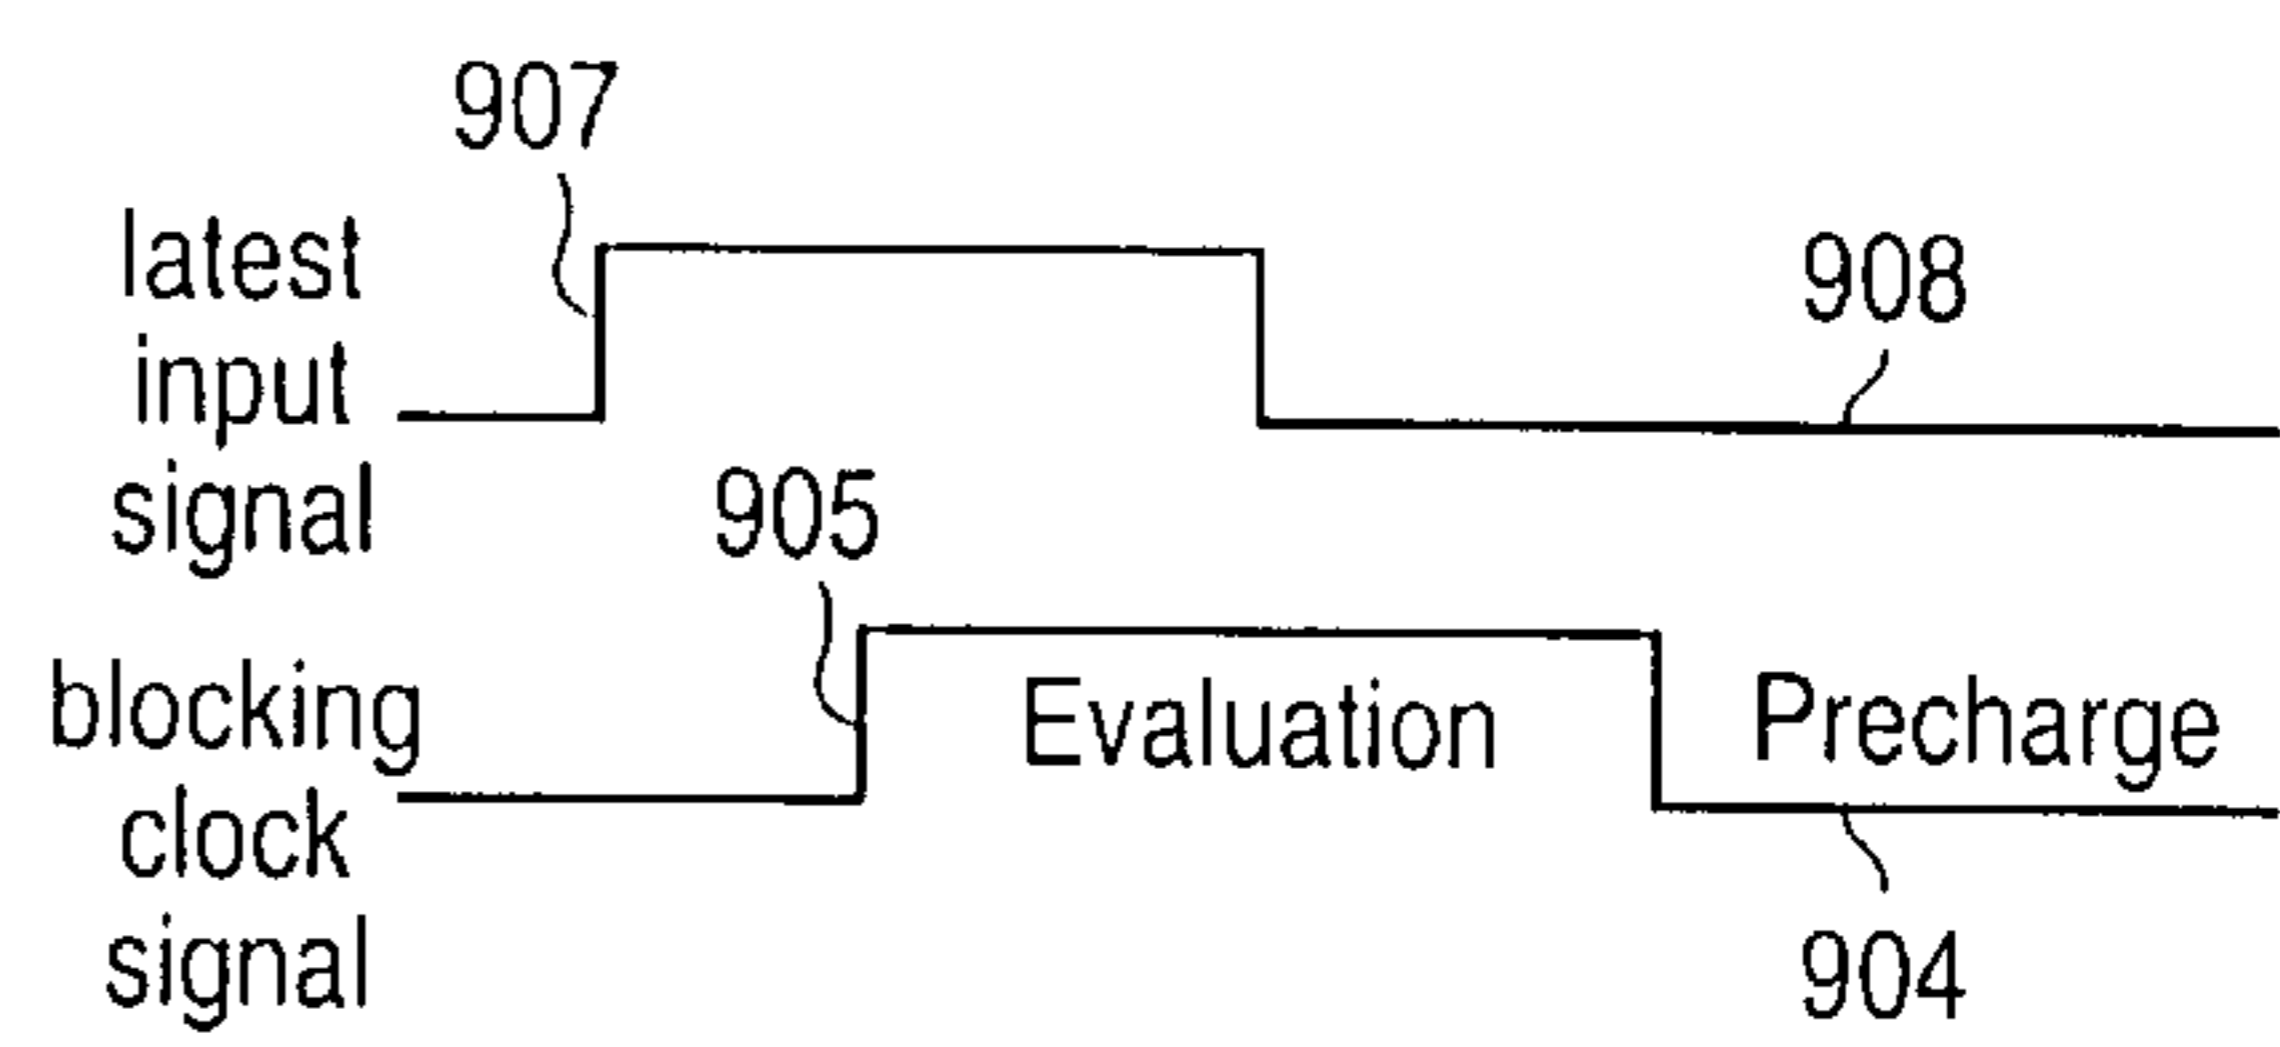 907
latest
input
signal
908
905
blocking
clock
signal
Evaluation
Precharge
904